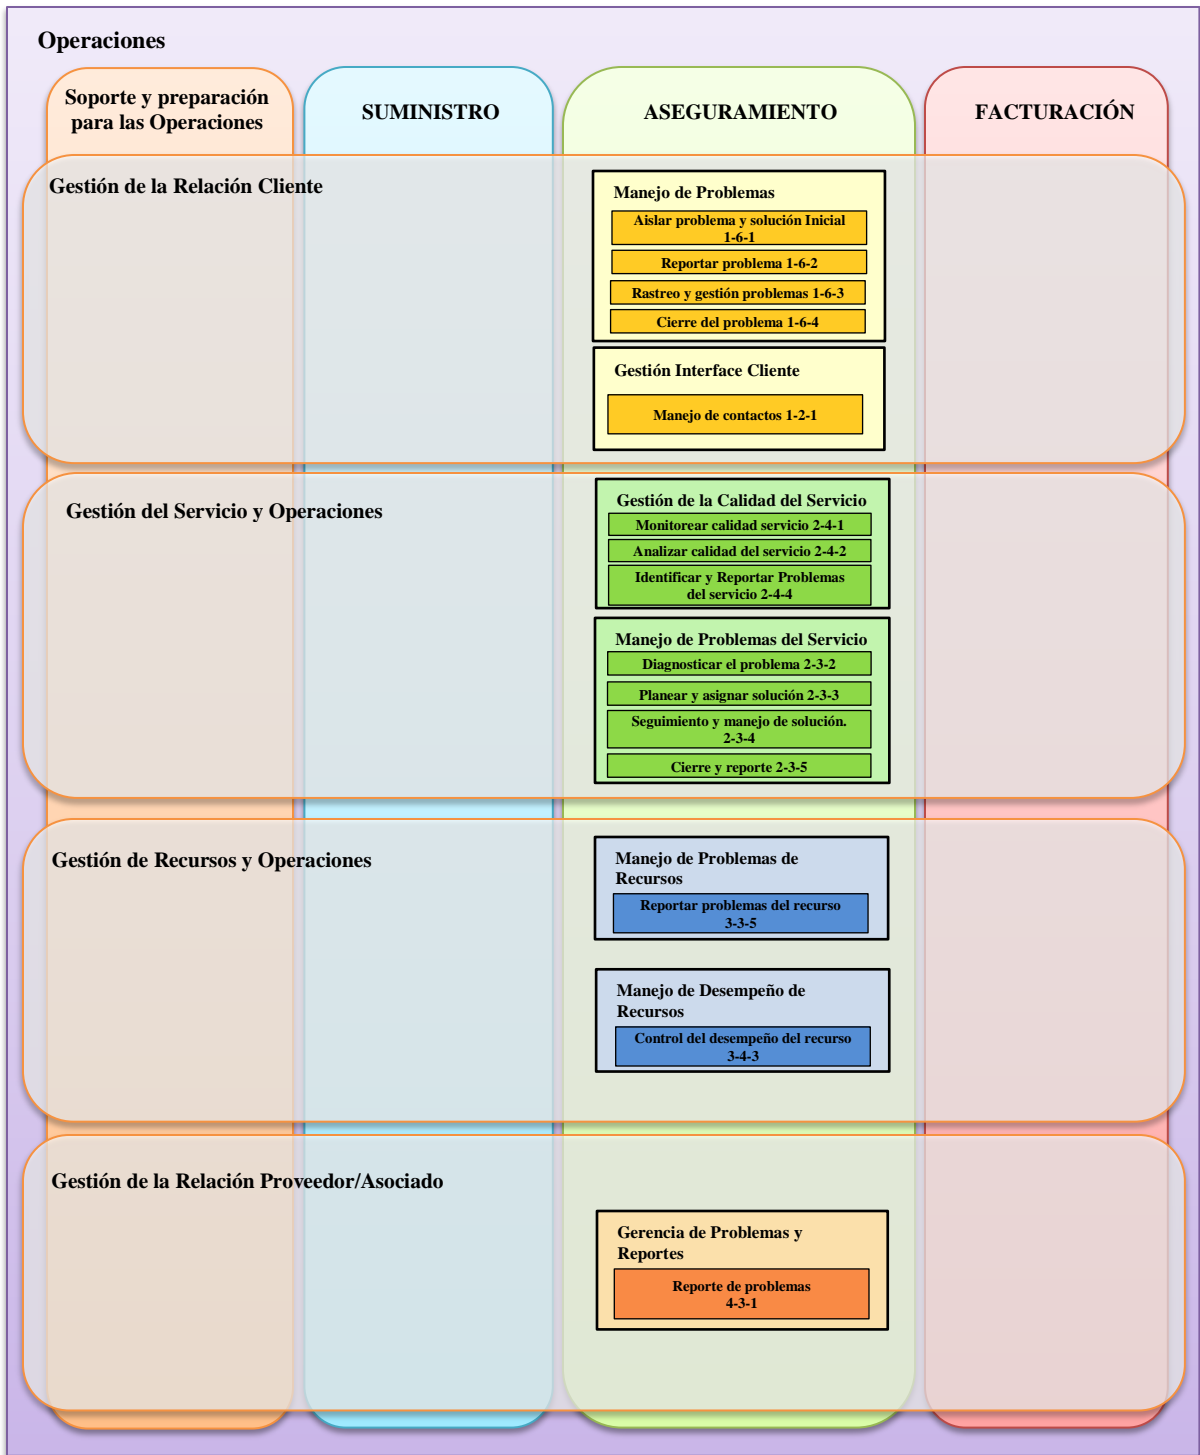 Operaciones
Soporte y preparación
para las Operaciones
SUMINISTRO
ASEGURAMIENTO
FACTURACIÓN
Gestión de la Relación Cliente
Manejo de Problemas
Aislar problema y solución Inicial
1-6-1
Reportar problema 1-6-2
Rastreo y gestión problemas 1-6-3
Cierre del problema 1-6-4
Gestión Interface Cliente
Manejo de contactos 1-2-1
Gestión del Servicio y Operaciones
Gestión de la Calidad del Servicio
Monitorear calidad servicio 2-4-1
Analizar calidad del servicio 2-4-2
Identificar y Reportar Problemas
del servicio 2-4-4
Manejo de Problemas del Servicio
Diagnosticar el problema 2-3-2
Planear y asignar solución 2-3-3
Seguimiento y manejo de solución.
2-3-4
Cierre y reporte 2-3-5
Gestión de Recursos y Operaciones
Manejo de Problemas de
Recursos
Reportar problemas del recurso
3-3-5
Manejo de Desempeño de
Recursos
Control del desempeño del recurso
3-4-3
Gestión de la Relación Proveedor/Asociado
Gerencia de Problemas y
Reportes
Reporte de problemas
4-3-1